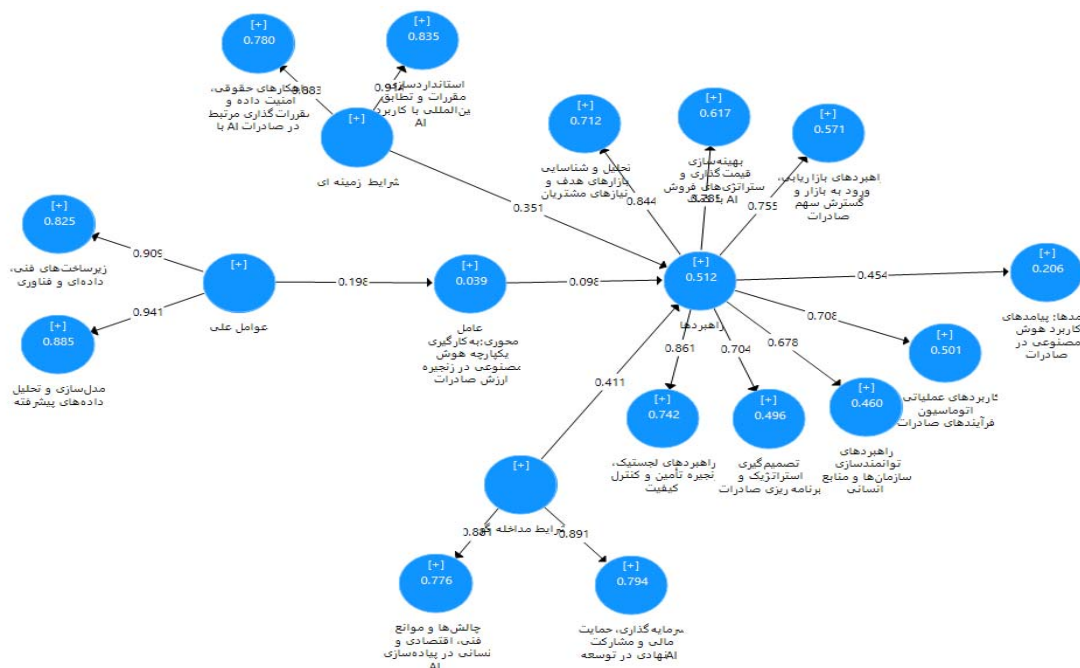 [+]
0.780
[+]
0.835
0.883
0.914
حقوقی،
امنیت داده و
مقررات‌گذاری مرتبط
با AI در صادرات
استانداردسازی
مقررات و تطابق
بین‌المللی با کاربرد
AI
[+]
شرایط زمینه ای
[+]
0.712
تحلیل و شناسایی
بازارهای هدف و
نیازهای مشتریان
[+]
0.617
بهینه‌سازی
قیمت‌گذاری و
استراتژی‌های فروش
با AI
[+]
0.571
راهبردهای بازاریابی،
ورود به بازار و
گسترش سهم
صادرات
0.844
0.785
0.755
0.351
[+]
0.825
زیرساخت‌های فنی،
داده‌ای و فناوری
0.909
[+]
عوامل علی
0.941
[+]
0.885
مدل‌سازی و تحلیل
داده‌های پیشرفته
0.198
[+]
0.039
عامل
محوری:به‌کارگیری
یکپارچه هوش
مصنوعی در زنجیره
ارزش صادرات
0.098
[+]
0.512
راهبردها
0.454
[+]
0.206
پیامدهای
کاربرد هوش
مصنوعی در
صادرات
0.708
[+]
0.501
کاربردهای عملیاتی
اتوماسیون
فرآیندهای صادرات
0.678
[+]
0.460
راهبردهای
توانمندسازی
سازمان‌ها و منابع
انسانی
0.704
[+]
0.496
تصمیم‌گیری
استراتژیک و
برنامه ریزی صادرات
0.861
[+]
0.742
راهبردهای لجستیک،
زنجیره تأمین و کنترل
کیفیت
0.411
[+]
شرایط مداخله گر
0.881
0.891
[+]
0.776
چالش‌ها و موانع
فنی، اقتصادی و
انسانی در پیاده‌سازی
AI
[+]
0.794
سرمایه‌گذاری، حمایت
مالی و مشارکت
نهادی در توسعه AI